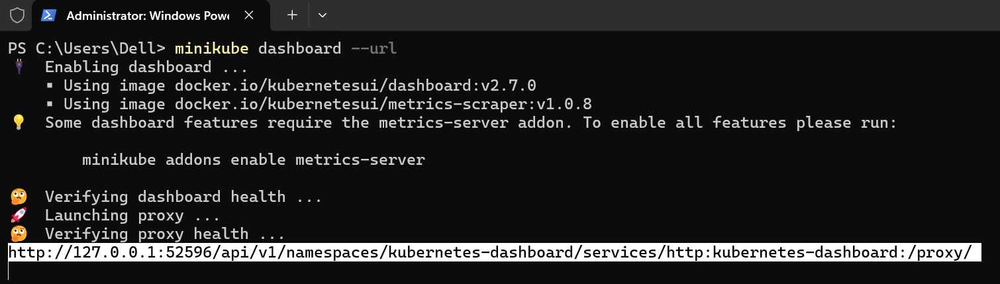 Administrator: Windows Pow
PS C:\Users\Dell> minikube dashboard --url
Enabling dashboard ...
▪ Using image docker.io/kubernetesui/dashboard:v2.7.0
▪ Using image docker.io/kubernetesui/metrics-scraper:v1.0.8
Some dashboard features require the metrics-server addon. To enable all features please run:
minikube addons enable metrics-server
Verifying dashboard health ...
Launching proxy ...
Verifying proxy health ...
http://127.0.0.1:52596/api/v1/namespaces/kubernetes-dashboard/services/http:kubernetes-dashboard:/proxy/